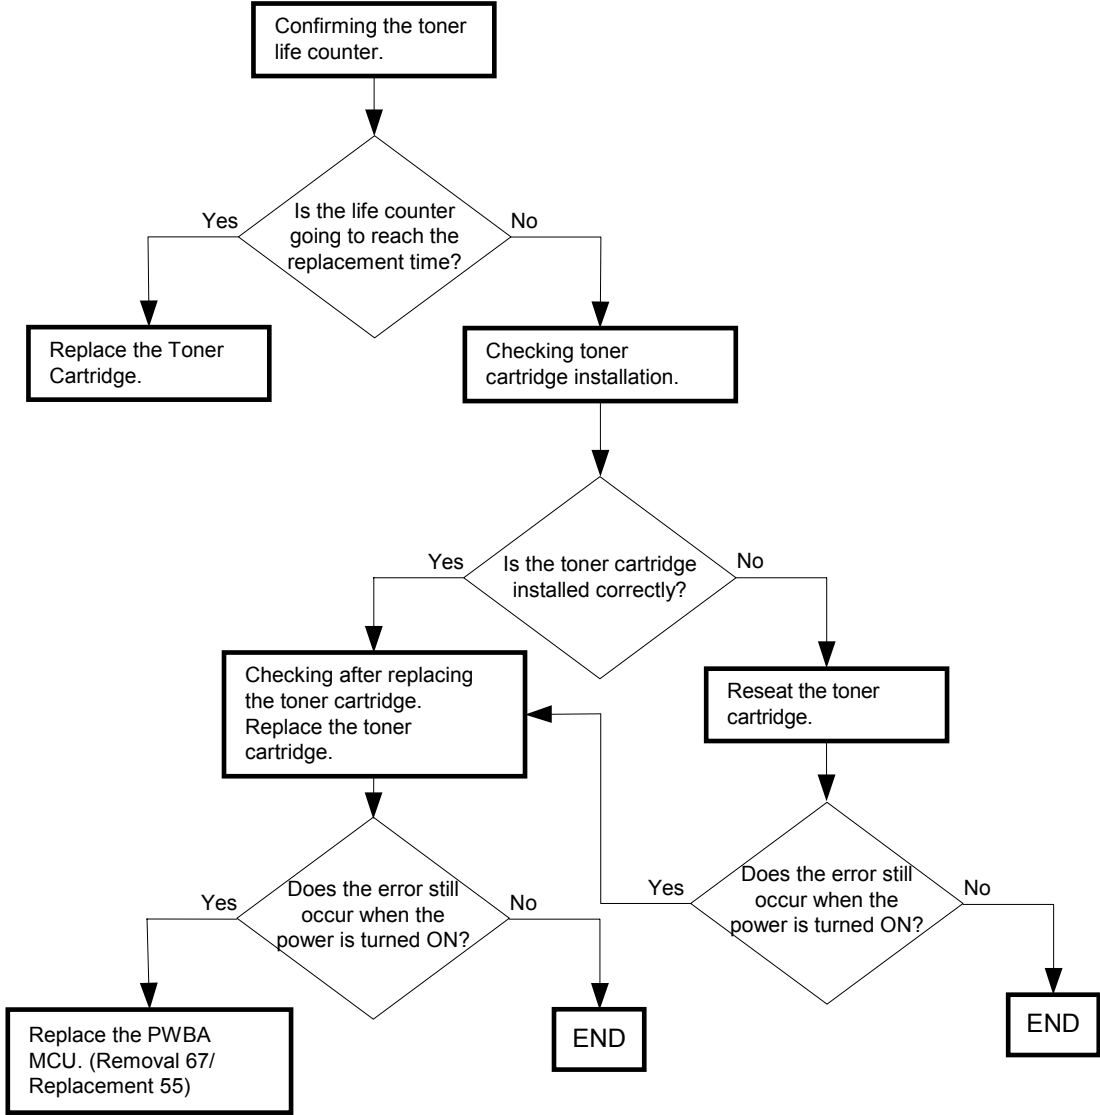 Confirming the toner
life counter.
Is the life counter
going to reach the
replacement time?
Yes
No
Replace the Toner
Cartridge.
Checking toner
cartridge installation.
Is the toner cartridge
installed correctly?
Yes
No
Checking after replacing
the toner cartridge.
Replace the toner
cartridge.
Reseat the toner
cartridge.
Does the error still
occur when the
power is turned ON?
Yes
No
Does the error still
occur when the
power is turned ON?
Yes
No
Replace the PWBA
MCU. (Removal 67/
Replacement 55)
END
END